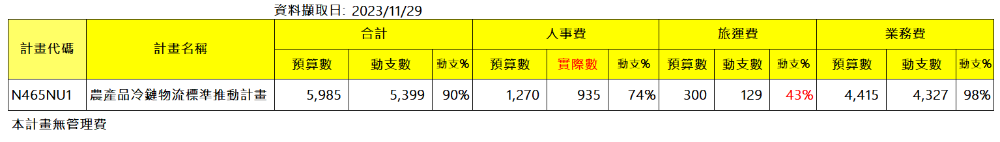 資料擷取日: 2023/11/29
計畫代碼 計畫名稱 合計 人事費 旅運費 業務費
預算數 動支數 動支% 預算數 實際數 動支% 預算數 動支數 動支% 預算數 動支數 動支%
N465NU1 農產品冷鏈物流標準推動計畫 5,985 5,399 90% 1,270 935 74% 300 129 43% 4,415 4,327 98%
本計畫無管理費